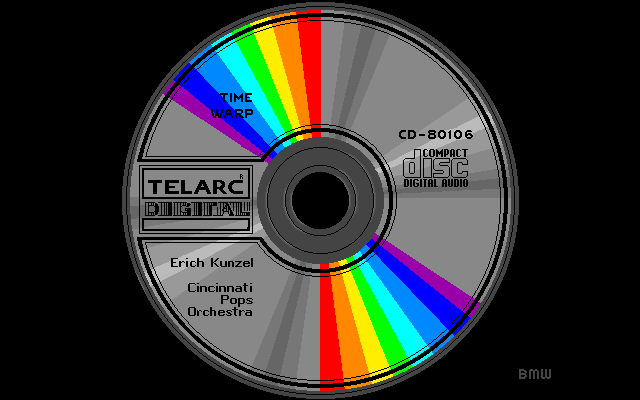 TIME
WARP
CD-80106
COMPACT
disc
DIGITAL AUDIO
TELARC®
DIGITAL
Erich Kunzel
Cincinnati
Pops
Orchestra
BMW